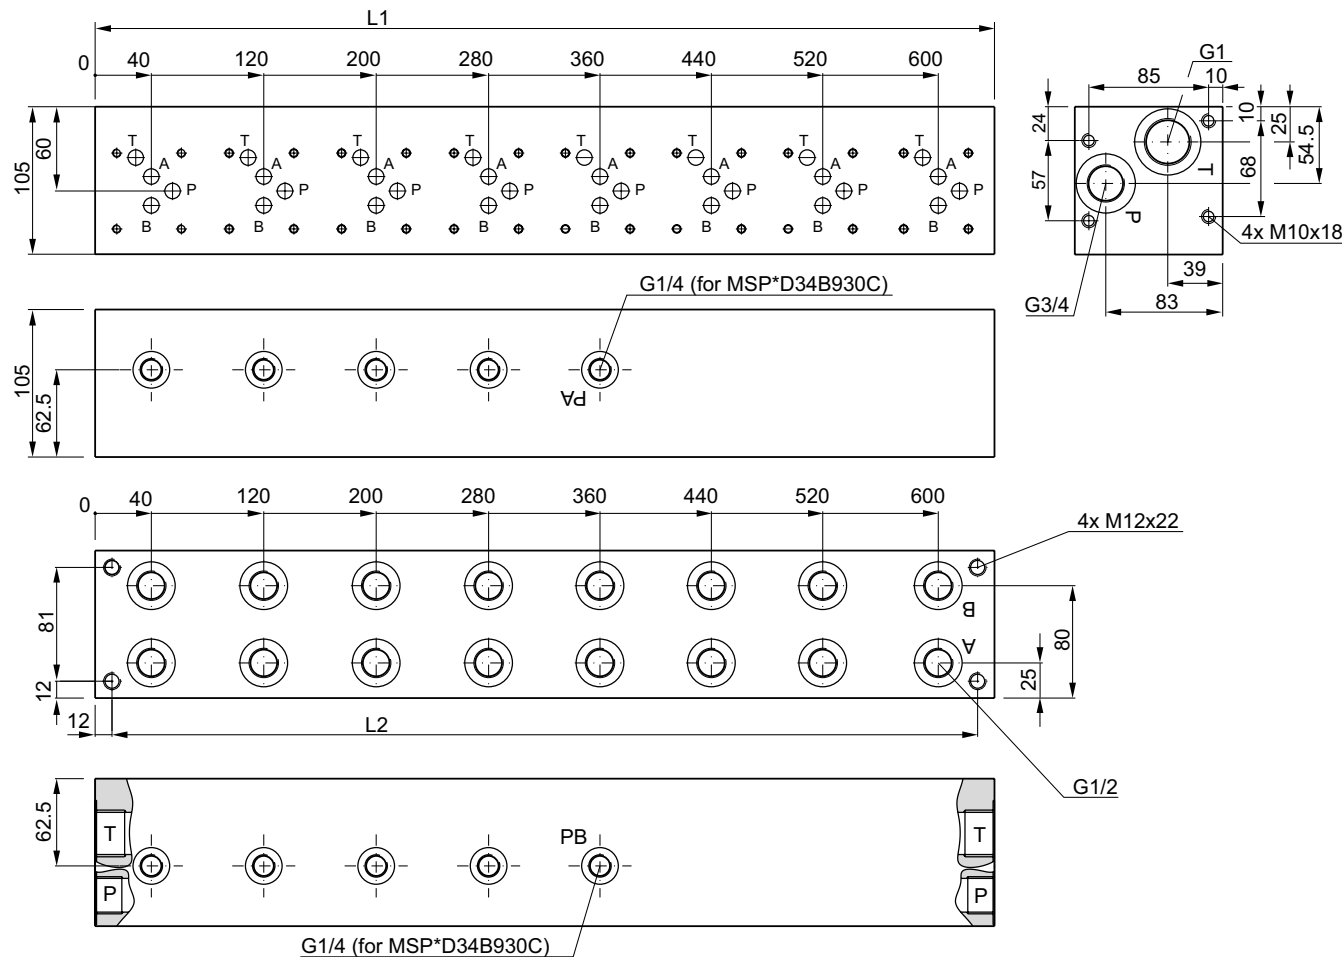 L1
0 40 120 200 280 360 440 520 600
105
60
T T T T T T T T
A A A A A A A A
P P P P P P P P
B B B B B B B B
G1
85 10
24
57
10
68
25
54.5
T
P
4x M10x18
39
83
G3/4
G1/4 (for MSP*D34B930C)
105
62.5
PA
0 40 120 200 280 360 440 520 600
4x M12x22
81
12
12
B
A
80
25
L2
G1/2
62.5
T
P
PB
T
P
G1/4 (for MSP*D34B930C)